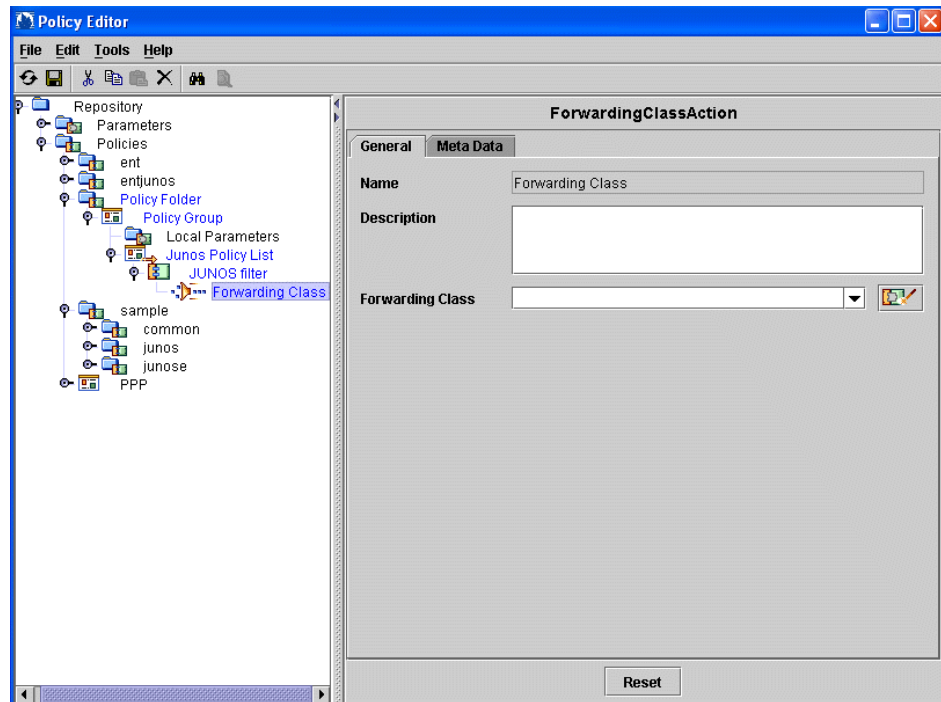 Policy Editor
File Edit Tools Help
Repository
Parameters
Policies
ent
entjunos
Policy Folder
Policy Group
Local Parameters
Junos Policy List
JUNOS filter
Forwarding Class
sample
common
junos
junose
PPP
ForwardingClassAction
General Meta Data
Name Forwarding Class
Description
Forwarding Class
Reset